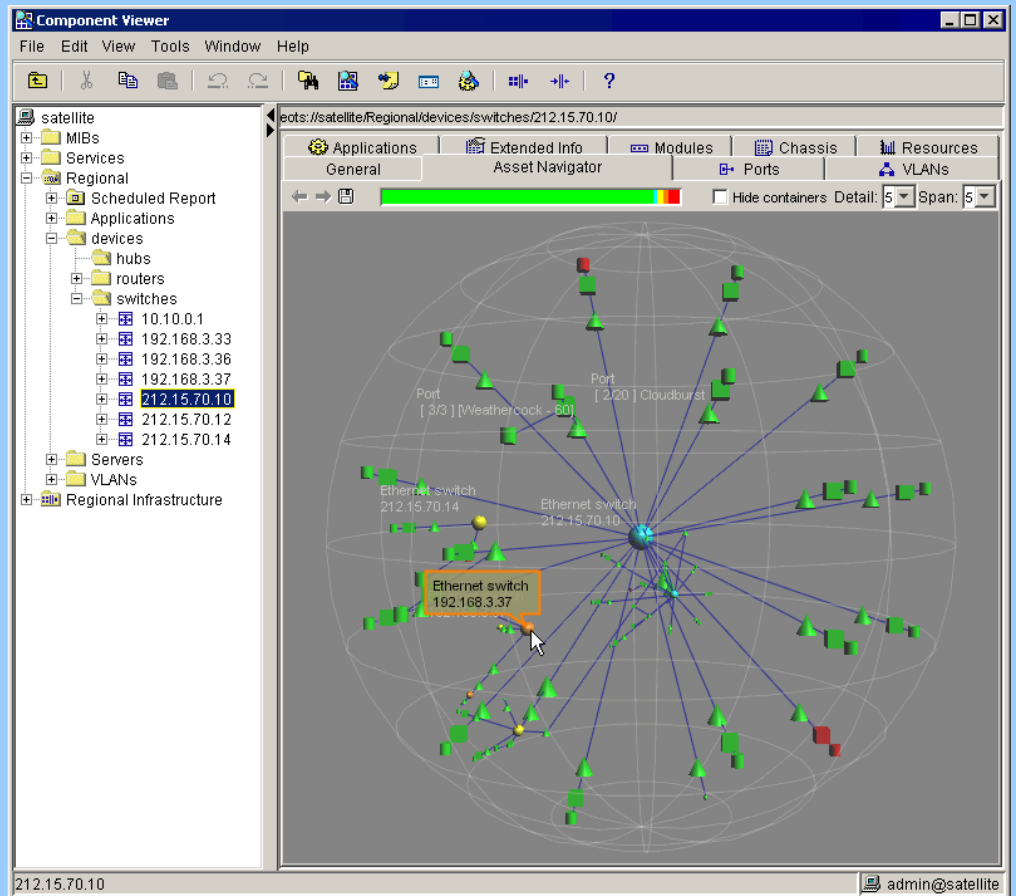 Component Viewer
File Edit View Tools Window Help
satellite
MIBs
Services
Regional
Scheduled Report
Applications
devices
hubs
routers
switches
10.10.0.1
192.168.3.33
192.168.3.36
192.168.3.37
212.15.70.10
212.15.70.12
212.15.70.14
Servers
VLANs
Regional Infrastructure
eots://satellite/Regional/devices/switches/212.15.70.10/
Applications Extended Info Modules Chassis Resources
General Asset Navigator Ports VLANs
Hide containers Detail: 5 Span: 5
Port
[ 2/20 ] Cloudburst
Port
[ 3/3 ] [Weathercock - 60]
Ethernet switch
212.15.70.14
Ethernet switch
212.15.70.10
Ethernet switch
192.168.3.37
212.15.70.10
admin@satellite